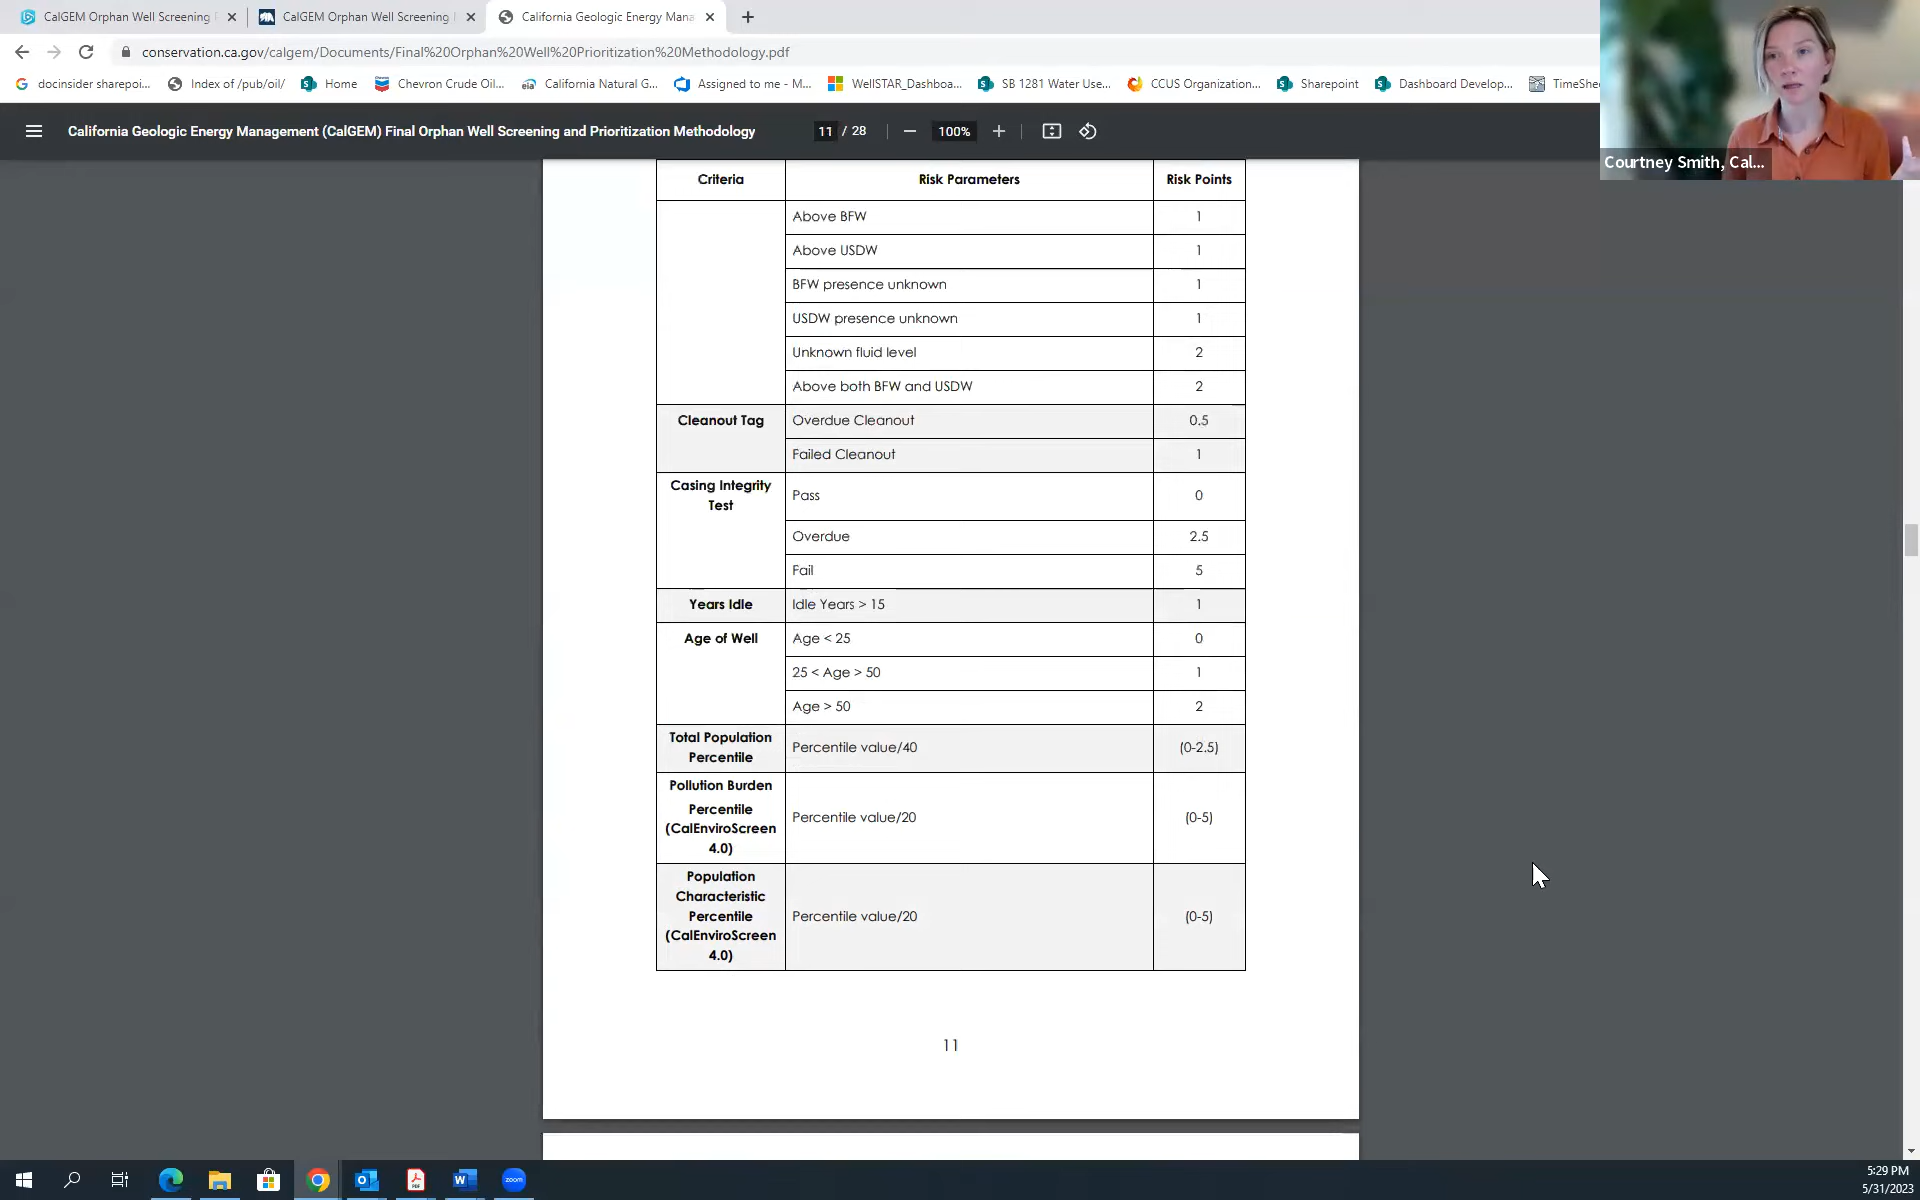 CalGEM Orphan Well Screening
CalGEM Orphan Well Screening
California Geologic Energy Mana
conservation.ca.gov/calgem/Documents/Final%20Orphan%20Well%20Prioritization%20Methodology.pdf
docinsider sharepoi...
Index of /pub/oil/
Home
Chevron Crude Oil...
eia
California Natural G...
Assigned to me - M...
WellSTAR_Dashboa...
SB 1281 Water Use...
CCUS Organization...
Sharepoint
Dashboard Develop...
TimeShe
California Geologic Energy Management (CalGEM) Final Orphan Well Screening and Prioritization Methodology
11 / 28
100%
Courtney Smith, Cal...
Criteria Risk Parameters Risk Points
Above BFW 1
Above USDW 1
BFW presence unknown 1
USDW presence unknown 1
Unknown fluid level 2
Above both BFW and USDW 2
Cleanout Tag Overdue Cleanout 0.5
Failed Cleanout 1
Casing Integrity
Test
Pass 0
Overdue 2.5
Fail 5
Years Idle Idle Years > 15 1
Age of Well Age < 25 0
25 < Age > 50 1
Age > 50 2
Total Population
Percentile
Percentile value/40 (0-2.5)
Pollution Burden
Percentile
(CalEnviroScreen
4.0)
Percentile value/20 (0-5)
Population
Characteristic
Percentile
(CalEnviroScreen
4.0)
Percentile value/20 (0-5)
11
zoom
5:29 PM
5/31/2023